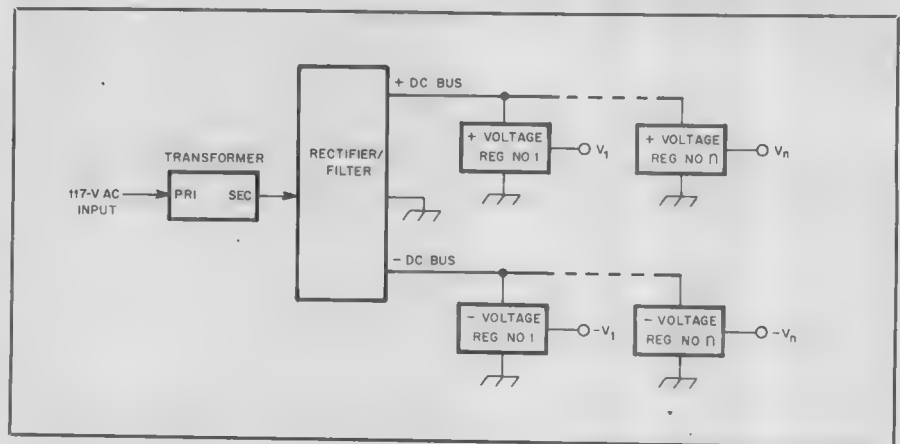 + DC BUS
+ VOLTAGE
REG NO 1
V1
+ VOLTAGE
REG NO n
Vn
TRANSFORMER
RECTIFIER/
FILTER
117-V AC
INPUT
PRI SEC
- DC BUS
- VOLTAGE
REG NO 1
-V1
- VOLTAGE
REG NO n
-Vn